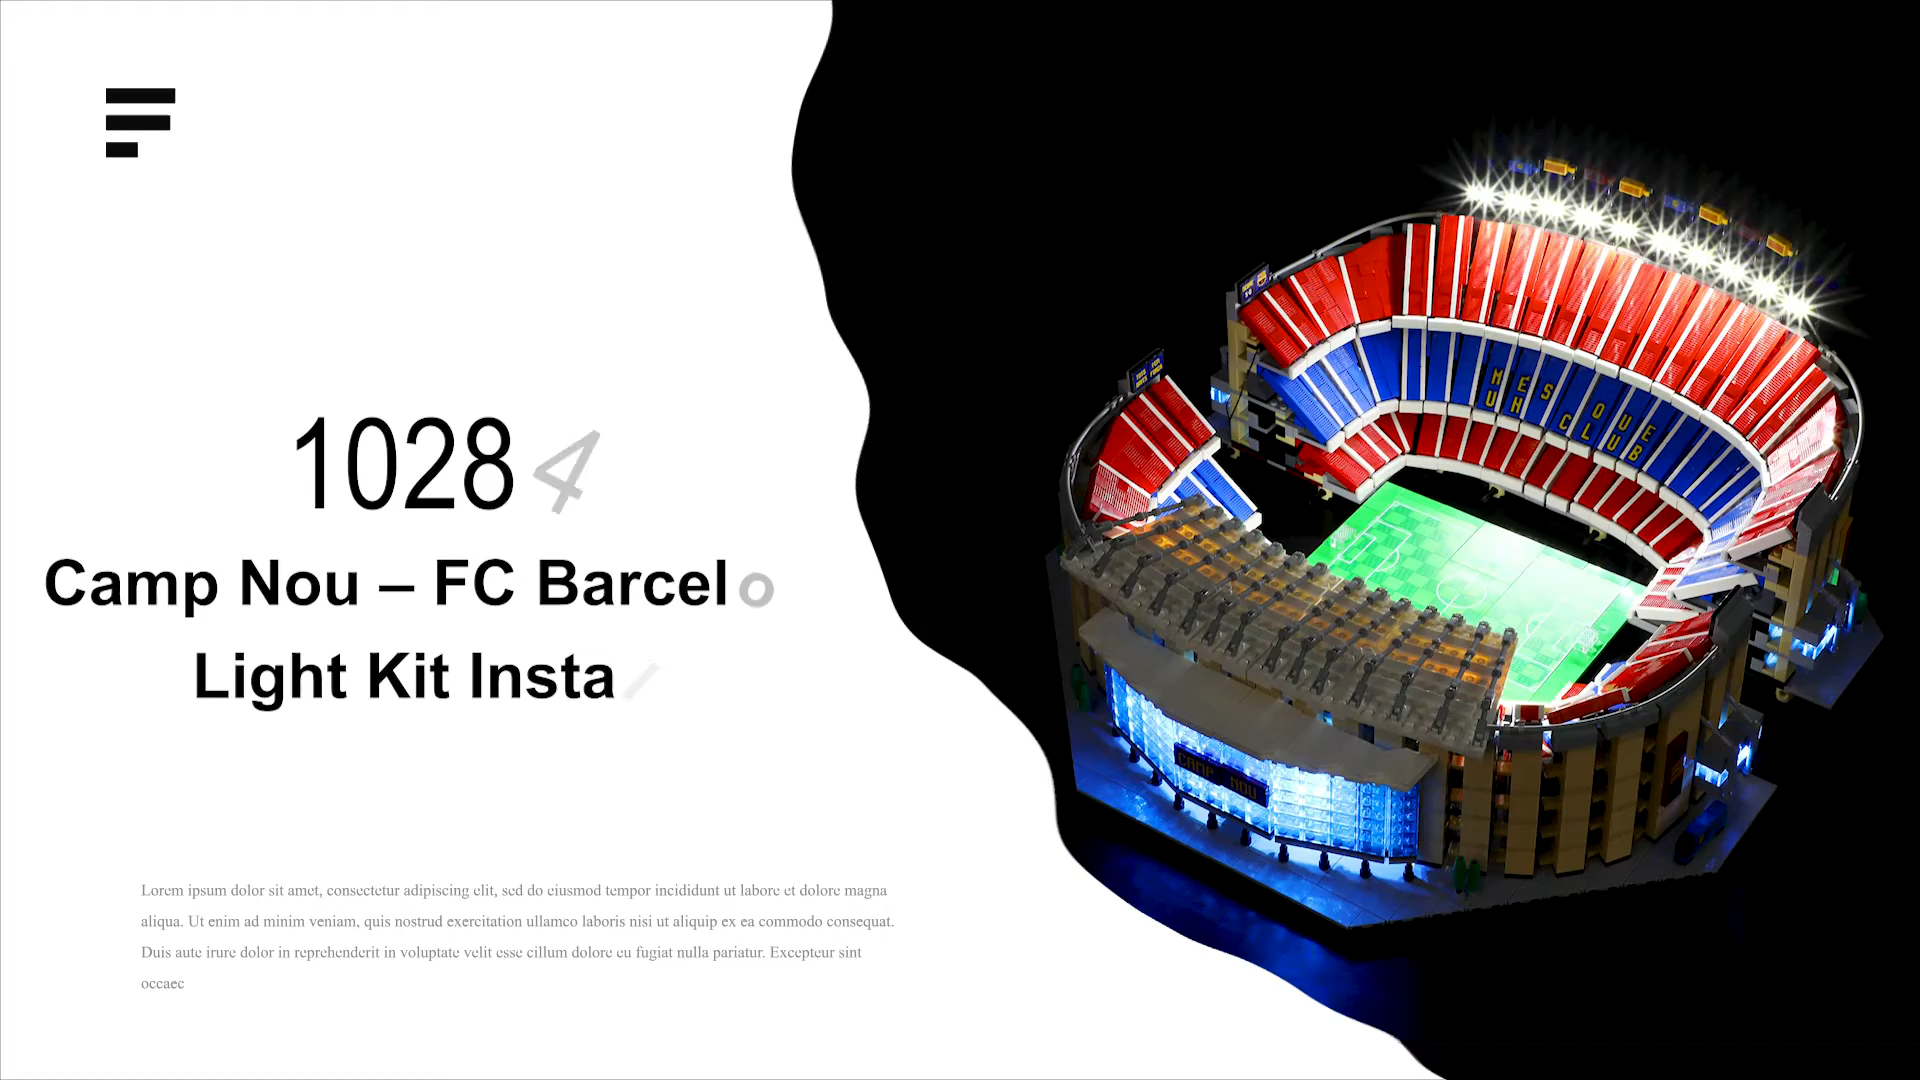 10284
Camp Nou – FC Barcelo
Light Kit Insta
Lorem ipsum dolor sit amet, consectetur adipiscing elit, sed do eiusmod tempor incididunt ut labore et dolore magna
aliqua. Ut enim ad minim veniam, quis nostrud exercitation ullamco laboris nisi ut aliquip ex ea commodo consequat.
Duis aute irure dolor in reprehenderit in voluptate velit esse cillum dolore eu fugiat nulla pariatur. Excepteur sint
occaec
MÉS QUE
UN CLUB
CAMP NOU